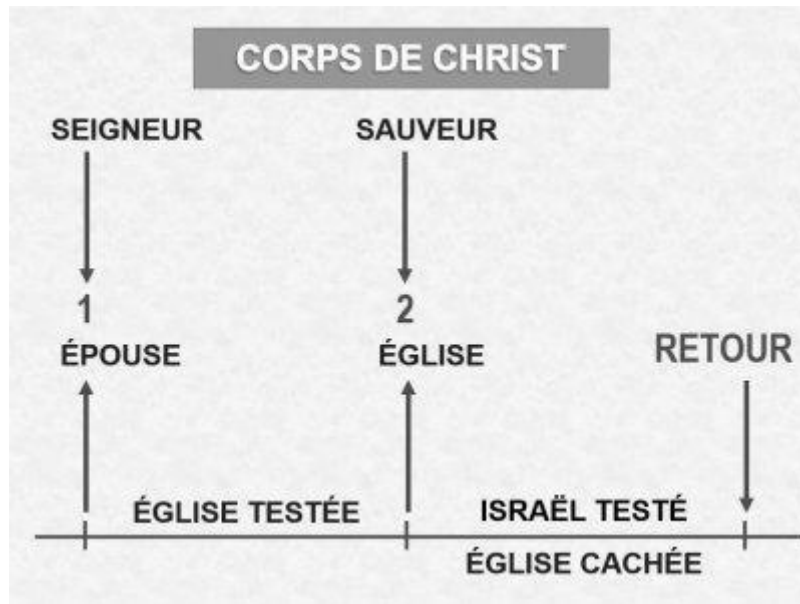 CORPS DE CHRIST
SEIGNEUR SAUVEUR
1 2
ÉPOUSE ÉGLISE RETOUR
ÉGLISE TESTÉE ISRAËL TESTÉ
ÉGLISE CACHÉE